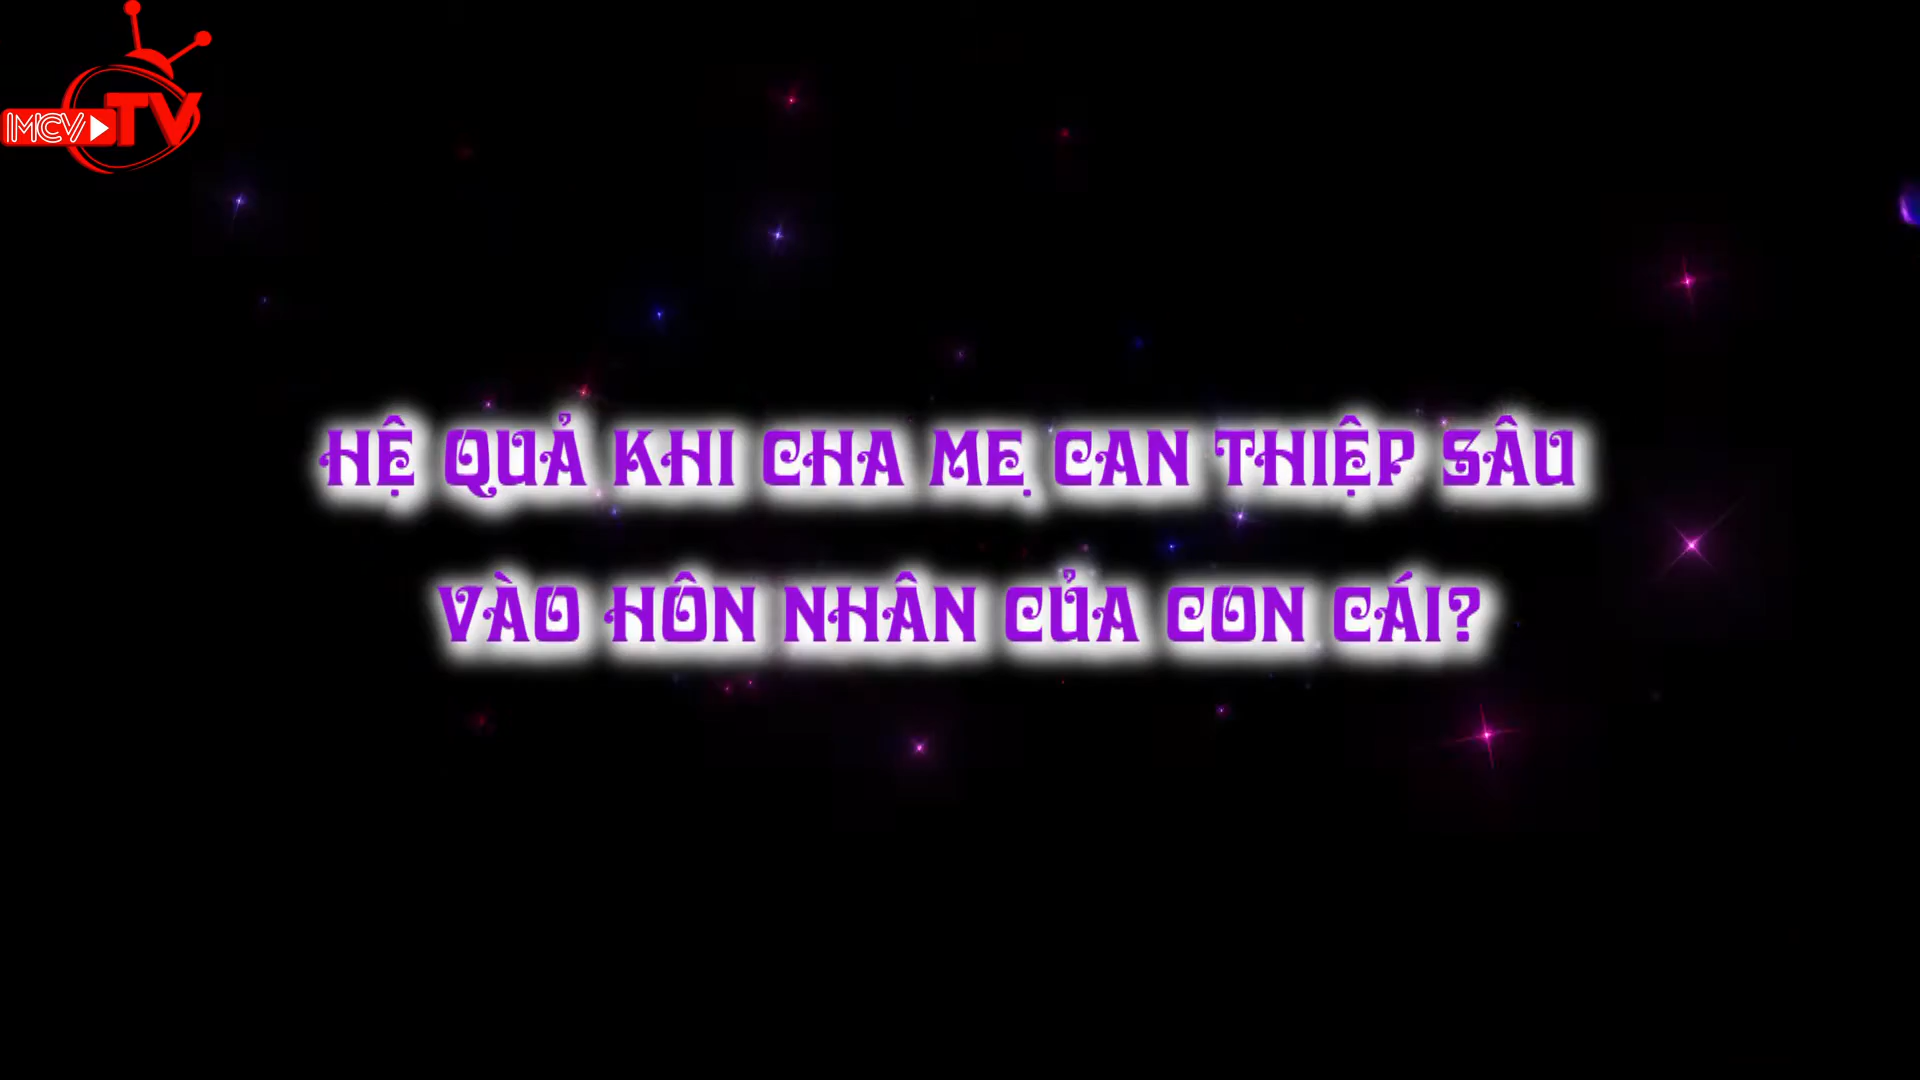 MCV TV
HỆ QUẢ KHI CHA MẸ CAN THIỆP SÂU
VÀO HÔN NHÂN CỦA CON CÁI?